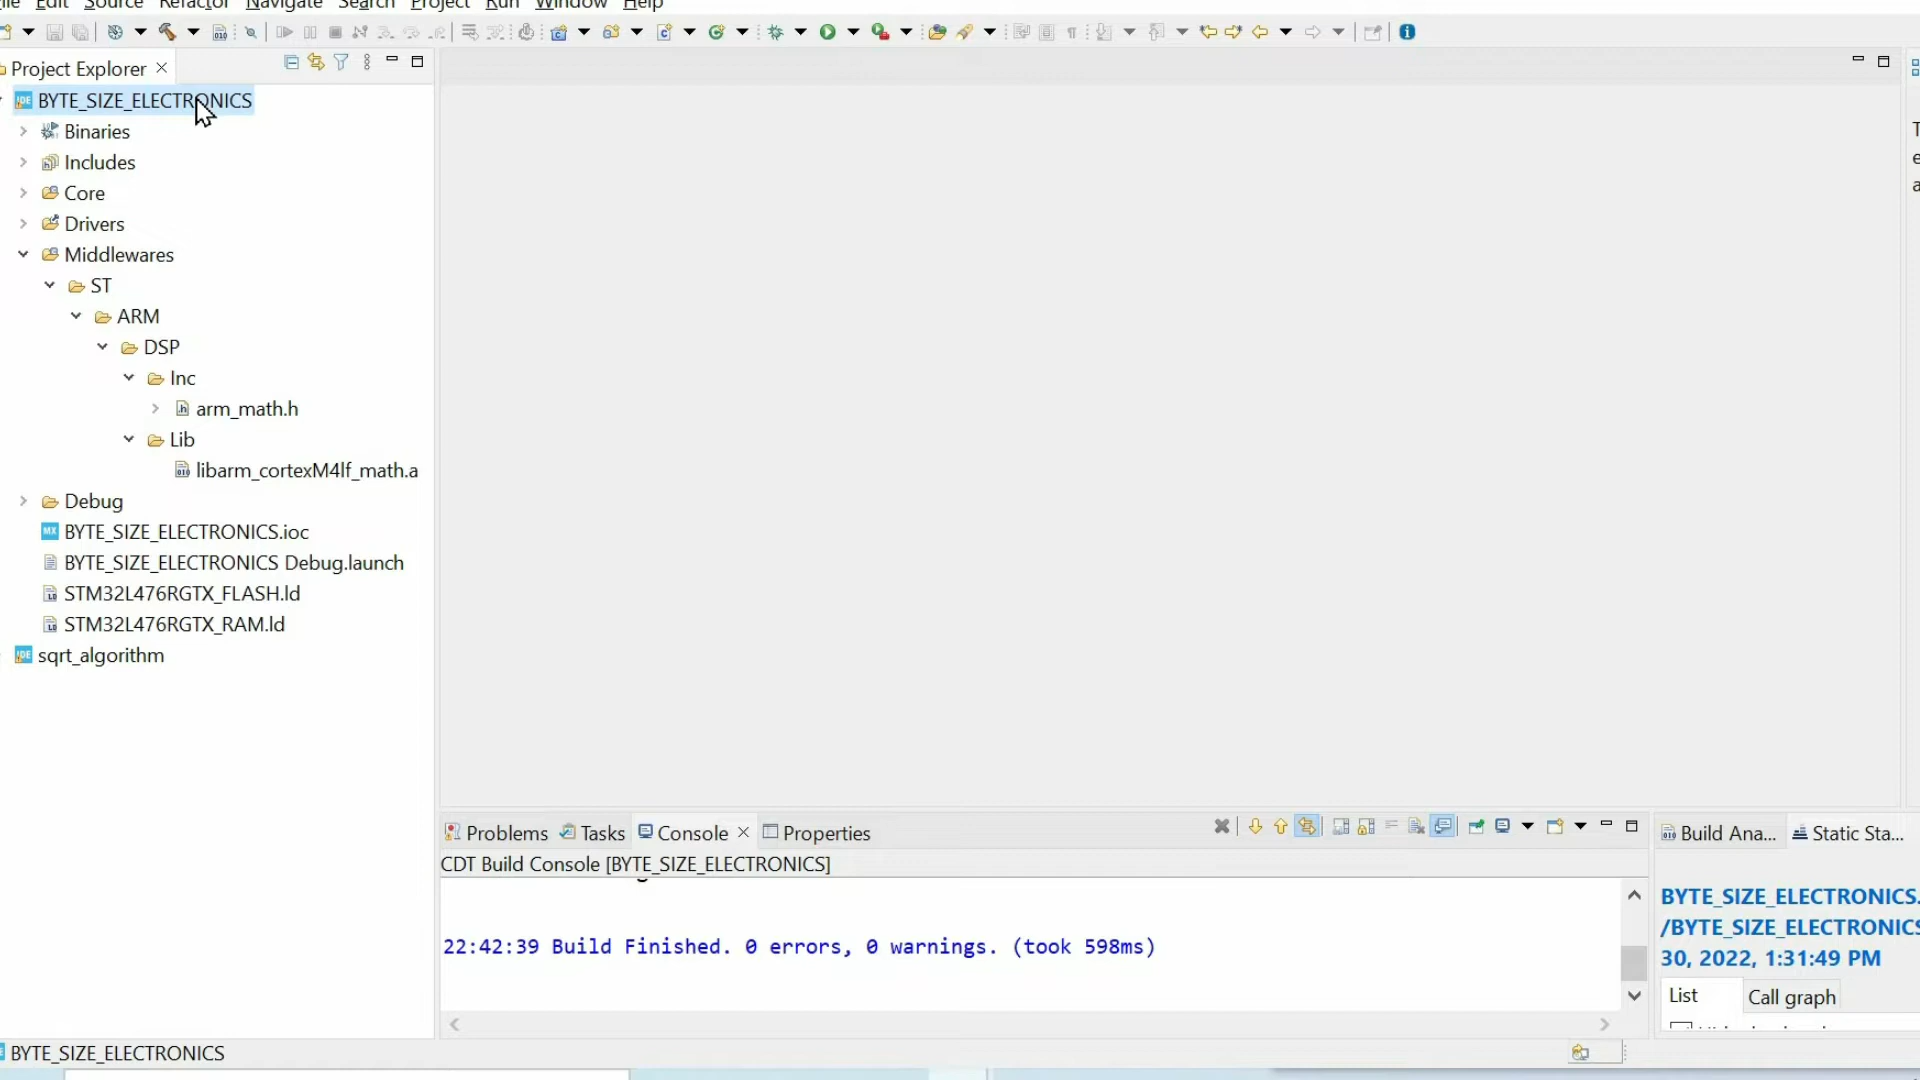 File Edit Source Refactor Navigate Search Project Run Window Help
Project Explorer
BYTE_SIZE_ELECTRONICS
Binaries
Includes
Core
Drivers
Middlewares
ST
ARM
DSP
Inc
arm_math.h
Lib
libarm_cortexM4lf_math.a
Debug
BYTE_SIZE_ELECTRONICS.ioc
BYTE_SIZE_ELECTRONICS Debug.launch
STM32L476RGTX_FLASH.ld
STM32L476RGTX_RAM.ld
sqrt_algorithm
Problems Tasks Console Properties
CDT Build Console [BYTE_SIZE_ELECTRONICS]
22:42:39 Build Finished. 0 errors, 0 warnings. (took 598ms)
Build Ana... Static Sta...
BYTE_SIZE_ELECTRONICS.
/BYTE_SIZE_ELECTRONICS
30, 2022, 1:31:49 PM
List Call graph
BYTE_SIZE_ELECTRONICS